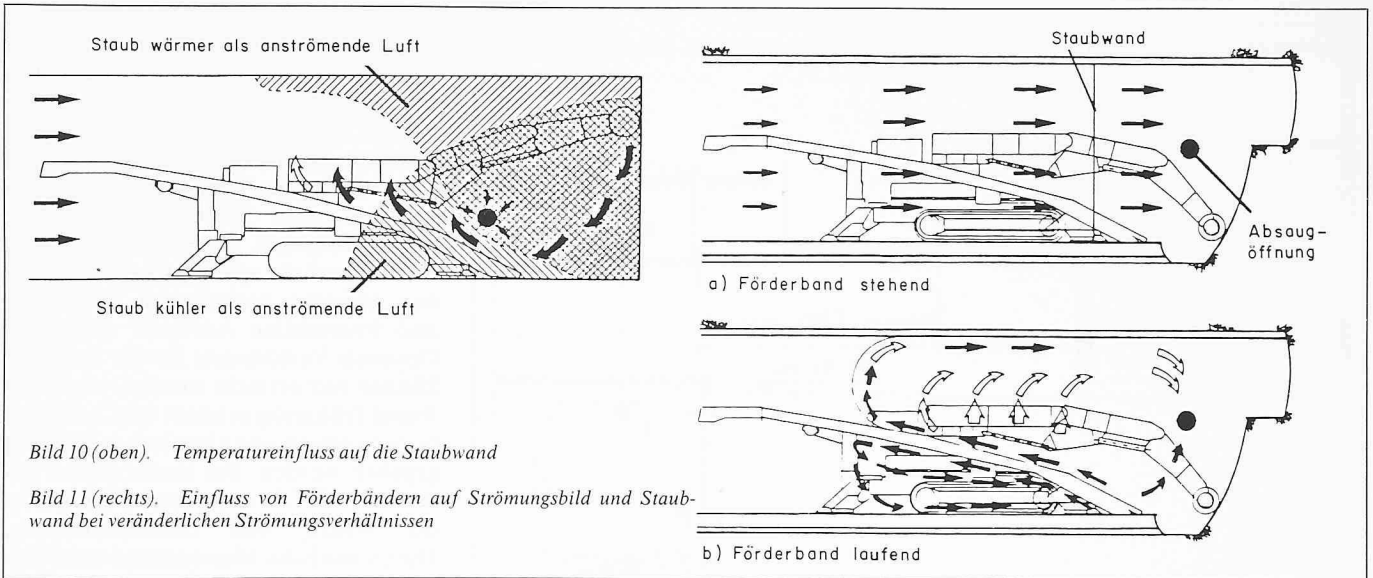 Staub wärmer als anströmende Luft
Staub kühler als anströmende Luft
Bild 10 (oben). Temperatureinfluss auf die Staubwand
Bild 11 (rechts). Einfluss von Förderbändern auf Strömungsbild und Staub-
wand bei veränderlichen Strömungsverhältnissen
Staubwand
Absaug-
öffnung
a) Förderband stehend
b) Förderband laufend